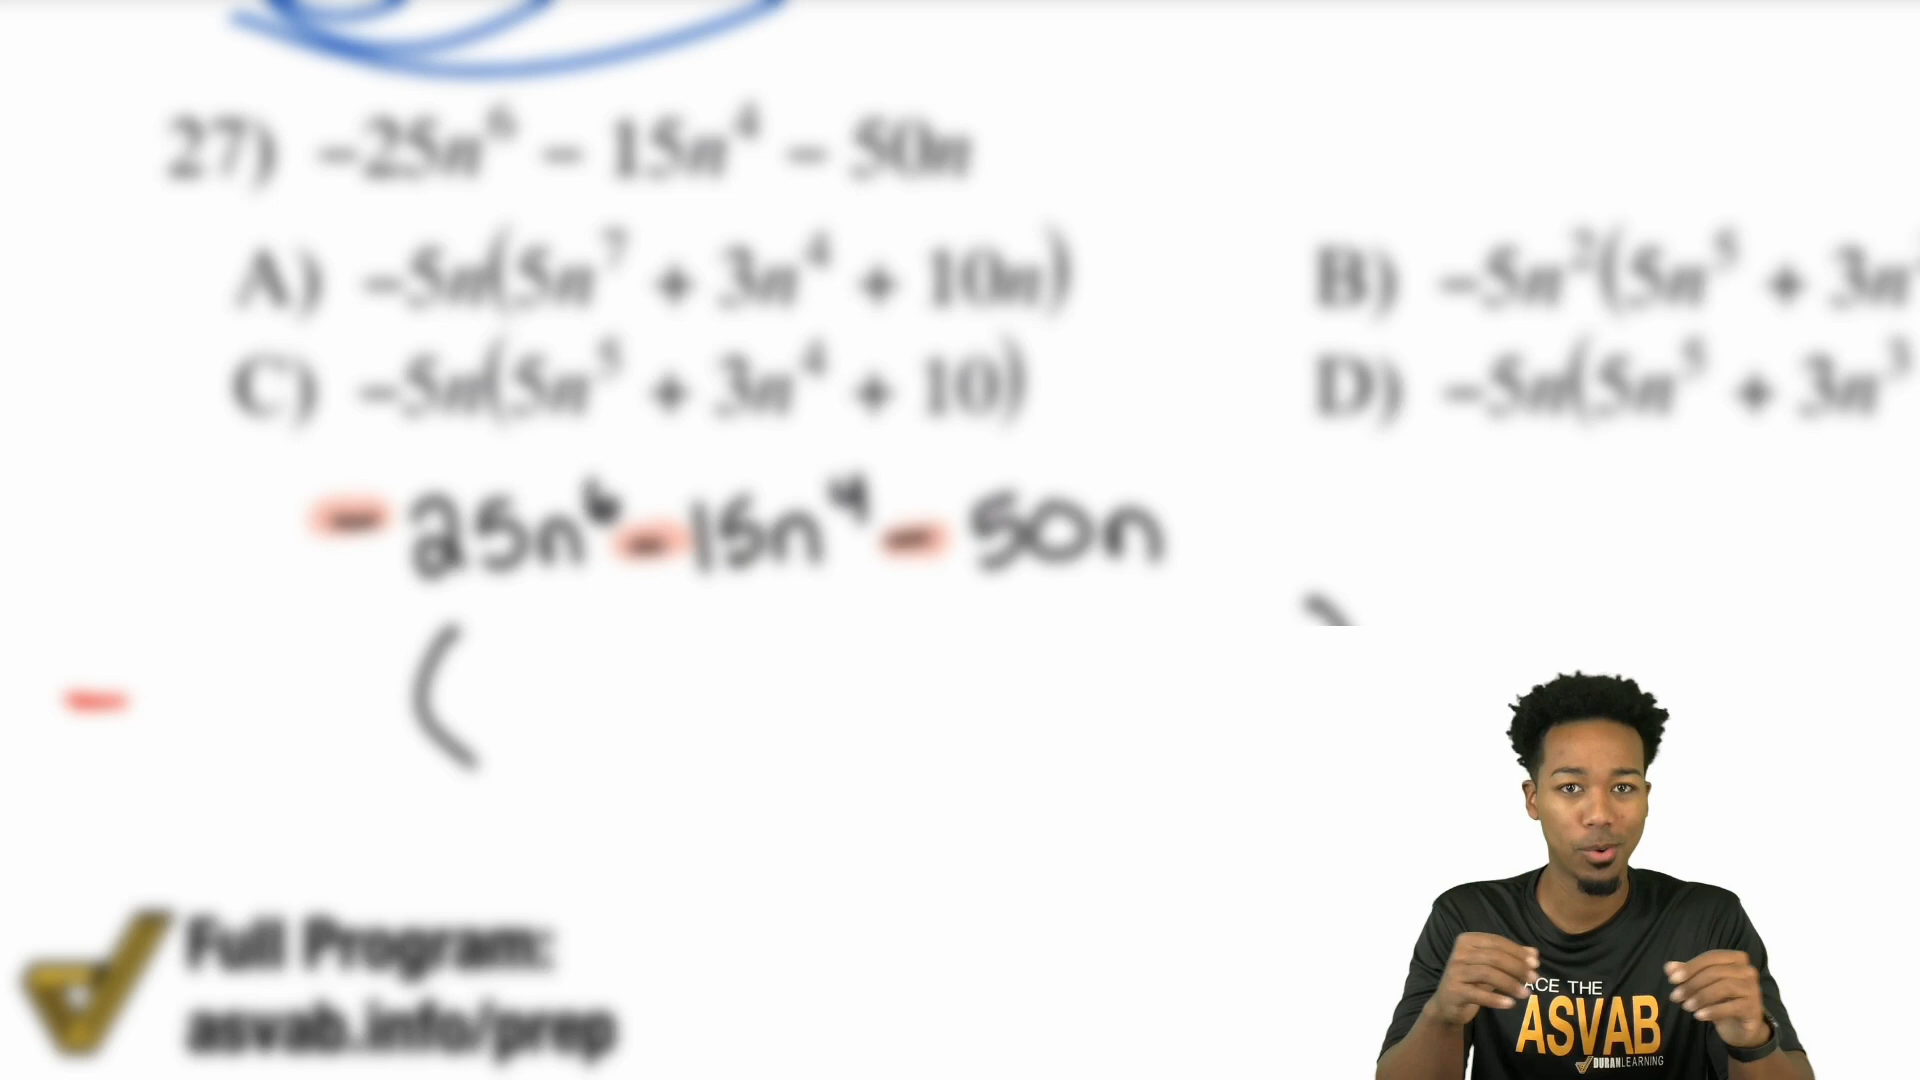 27) −25n⁶ − 15n⁴ − 50n
A) −5n(5n⁷ + 3n⁴ + 10n)
B) −5n²(5n⁵ + 3n
C) −5n(5n⁵ + 3n⁴ + 10)
D) −5n(5n⁵ + 3n³
- 25n⁶ - 15n⁴ - 50n
- (
Full Program:
asvab.info/prep
ACE THE
ASVAB
DURAN LEARNING